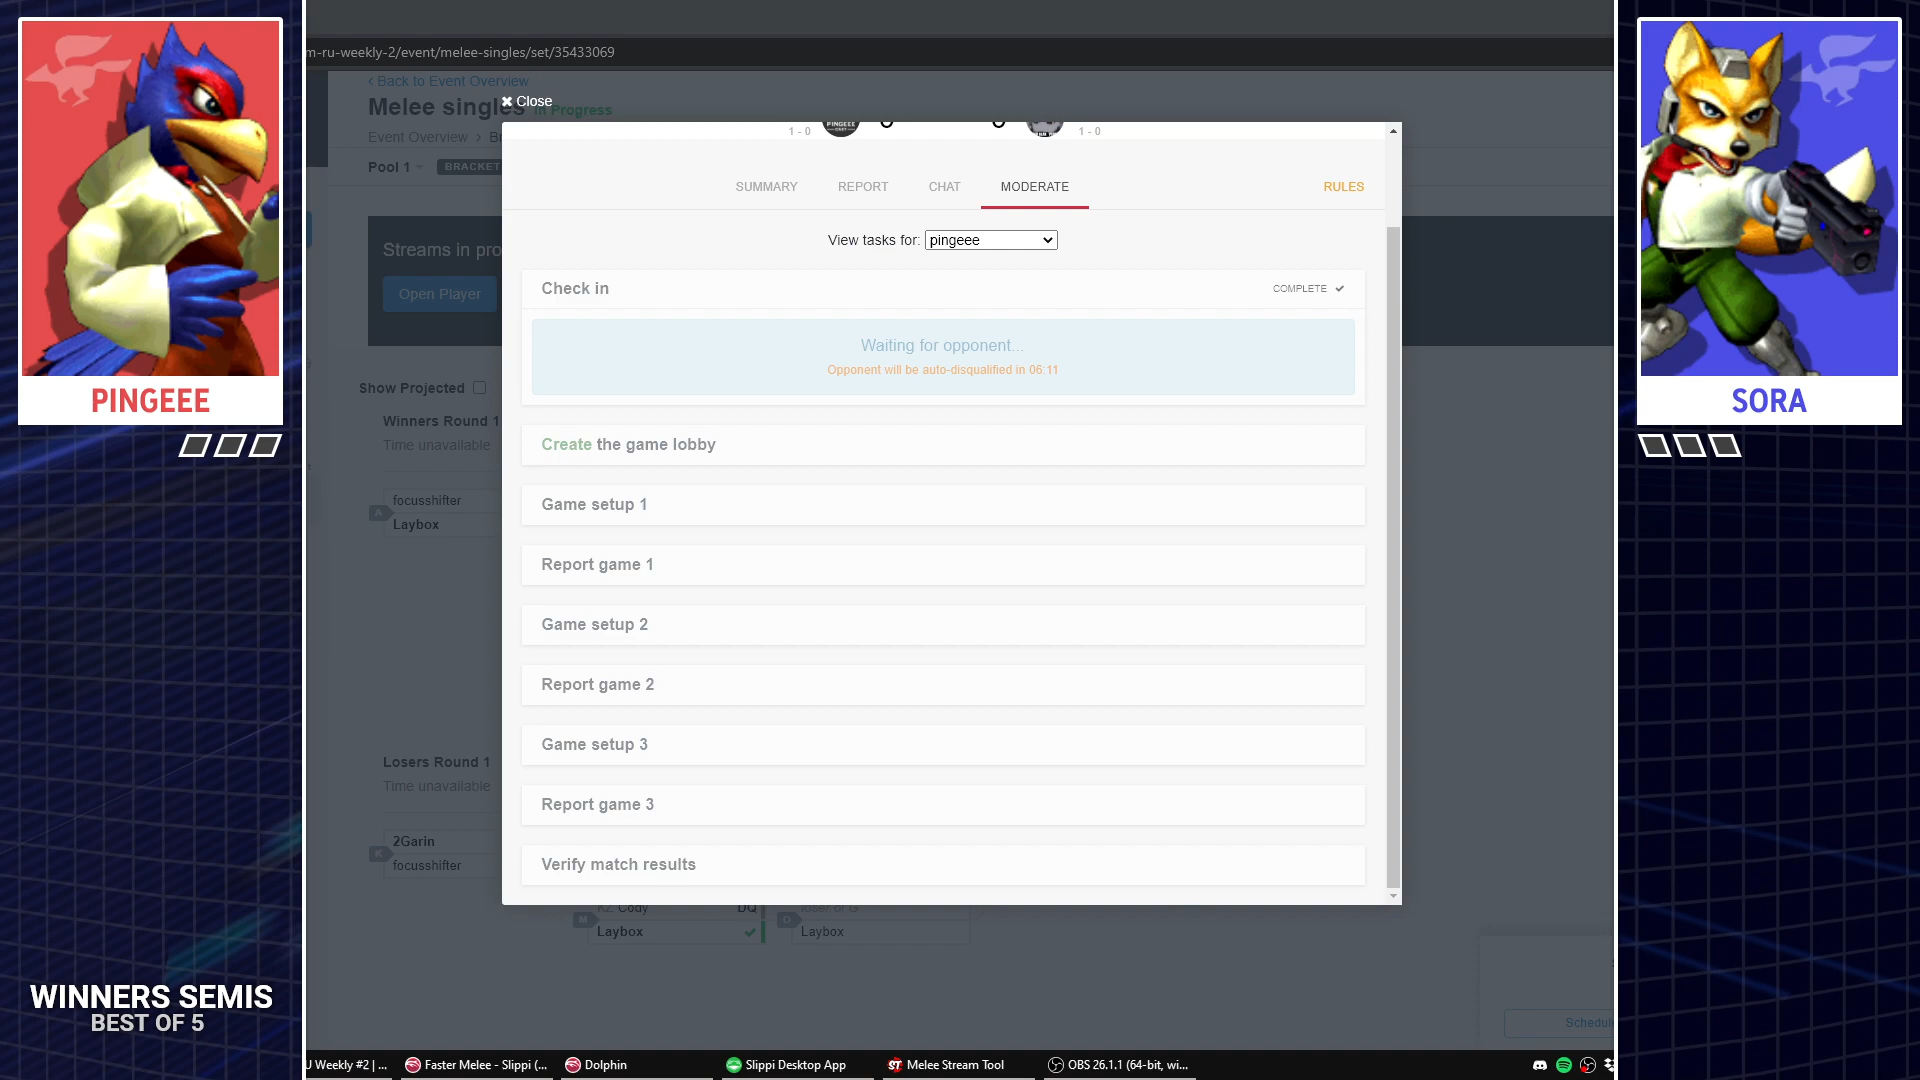 m-ru-weekly-2/event/melee-singles/set/35433069
‹ Back to Event Overview
Melee singles In Progress
Event Overview
Pool 1
BRACKET
✖ Close
1 - 0
1 - 0
SUMMARY
REPORT
CHAT
MODERATE
RULES
View tasks for: pingeee
Check in
COMPLETE ✓
Waiting for opponent...
Opponent will be auto-disqualified in 06:11
Create the game lobby
Game setup 1
Report game 1
Game setup 2
Report game 2
Game setup 3
Report game 3
Verify match results
Streams in pro
Open Player
Show Projected
Winners Round 1
Time unavailable
A
focusshifter
Laybox
Losers Round 1
Time unavailable
K
2Garin
focusshifter
M
KZ Cody
DQ
Laybox
O
loser of G
Laybox
Schedul
PINGEEE
SORA
WINNERS SEMIS
BEST OF 5
U Weekly #2 | ...
Faster Melee - Slippi (...
Dolphin
Slippi Desktop App
ST Melee Stream Tool
OBS 26.1.1 (64-bit, wi...